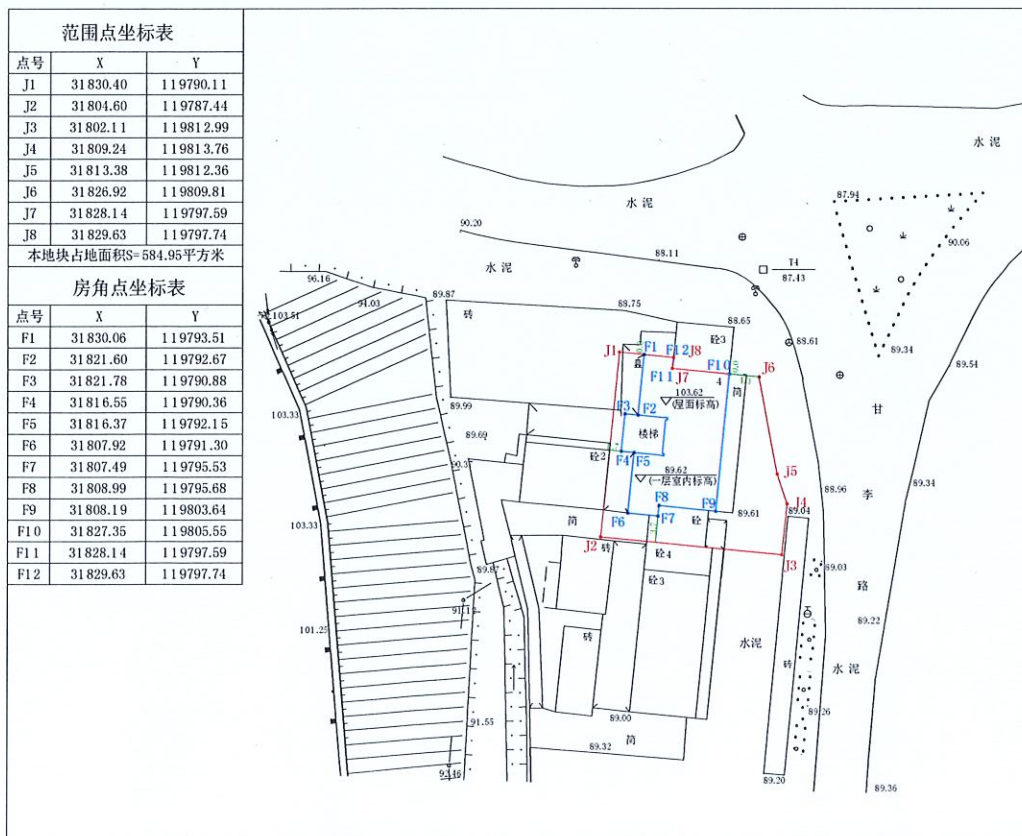 范围点坐标表
点号 X Y
J1 31830.40 119790.11
J2 31804.60 119787.44
J3 31802.11 119812.99
J4 31809.24 119813.76
J5 31813.38 119812.36
J6 31826.92 119809.81
J7 31828.14 119797.59
J8 31829.63 119797.74
本地块占地面积S=584.95平方米
房角点坐标表
点号 X Y
F1 31830.06 119793.51
F2 31821.60 119792.67
F3 31821.78 119790.88
F4 31816.55 119790.36
F5 31816.37 119792.15
F6 31807.92 119791.30
F7 31807.49 119795.53
F8 31808.99 119795.68
F9 31808.19 119803.64
F10 31827.35 119805.55
F11 31828.14 119797.59
F12 31829.63 119797.74
水泥
87.94
水泥
90.20
90.06
88.11
水泥
T4
87.43
96.16
94.03
89.87
88.75
103.51
砖
88.65
砼3
88.61
89.34
J1
F1
F12
J8
J7
F10
J6
89.54
F11
4
简
103.62
(屋面标高)
甘
99.99
F3
F2
103.33
89.69
楼梯
砼2
F4
F5
89.62
(一层室内标高)
J5
89.34
88.96
李
F8
F9
J4
F6
F7
砼
89.61
89.04
简
103.33
J2
砖
砼4
J3
89.87
砼3
89.03
路
91.12
89.22
101.25
砖
水泥
砖
水泥
89.26
91.55
89.00
简
89.32
92.46
89.20
89.36